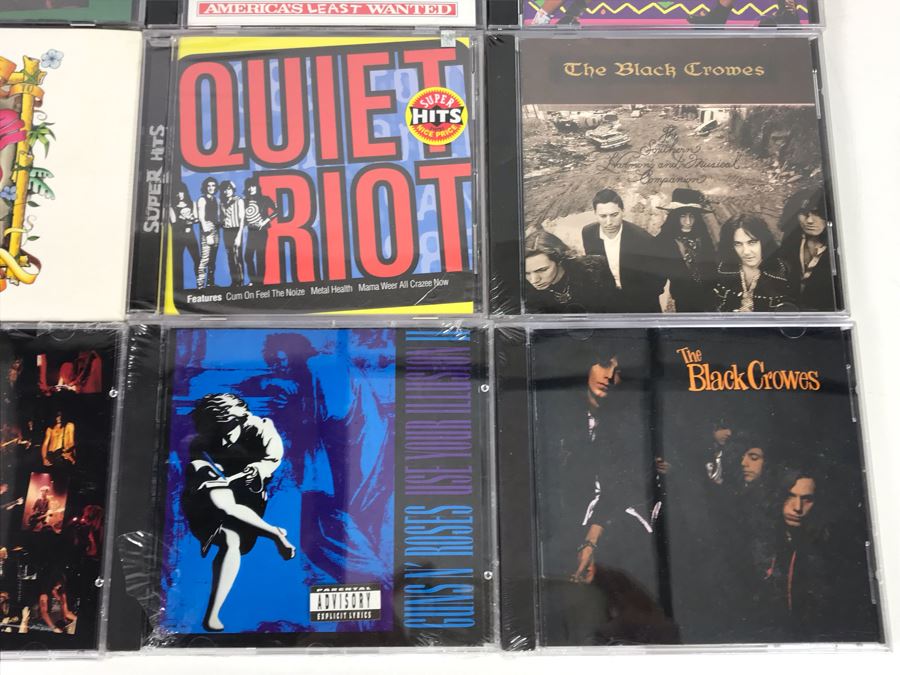 AMERICA'S LEAST WANTED
SUPER HITS
QUIET
RIOT
SUPER
HITS
NICE PRICE
Features Cum On Feel The Noize Metal Health Mama Weer All Crazee Now
The Black Crowes
The
Southern
Harmony and Musical
Companion
GUNS N' ROSES USE YOUR ILLUSION II
PARENTAL
ADVISORY
EXPLICIT LYRICS
The
Black Crowes